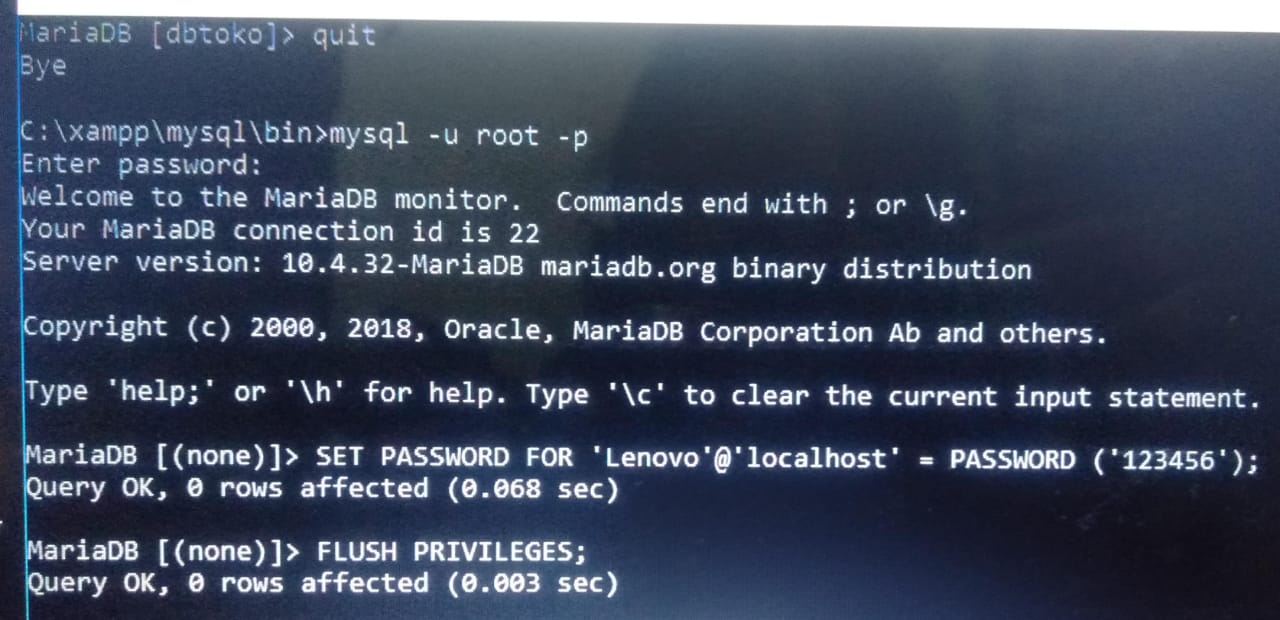 MariaDB [dbtoko]> quit
Bye
C:\xampp\mysql\bin>mysql -u root -p
Enter password:
Welcome to the MariaDB monitor.  Commands end with ; or \g.
Your MariaDB connection id is 22
Server version: 10.4.32-MariaDB mariadb.org binary distribution
Copyright (c) 2000, 2018, Oracle, MariaDB Corporation Ab and others.
Type 'help;' or '\h' for help. Type '\c' to clear the current input statement.
MariaDB [(none)]> SET PASSWORD FOR 'Lenovo'@'localhost' = PASSWORD ('123456');
Query OK, 0 rows affected (0.068 sec)
MariaDB [(none)]> FLUSH PRIVILEGES;
Query OK, 0 rows affected (0.003 sec)